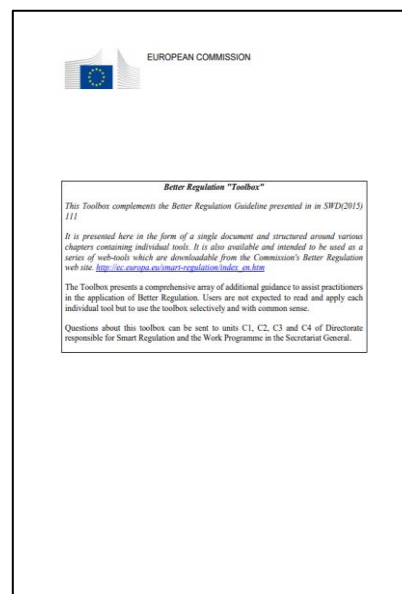 EUROPEAN COMMISSION
Better Regulation "Toolbox"
This Toolbox complements the Better Regulation Guideline presented in in SWD(2015)
111
It is presented here in the form of a single document and structured around various
chapters containing individual tools. It is also available and intended to be used as a
series of web-tools which are downloadable from the Commission's Better Regulation
web site. http://ec.europa.eu/smart-regulation/index_en.htm
The Toolbox presents a comprehensive array of additional guidance to assist practitioners
in the application of Better Regulation. Users are not expected to read and apply each
individual tool but to use the toolbox selectively and with common sense.
Questions about this toolbox can be sent to units C1, C2, C3 and C4 of Directorate
responsible for Smart Regulation and the Work Programme in the Secretariat General.